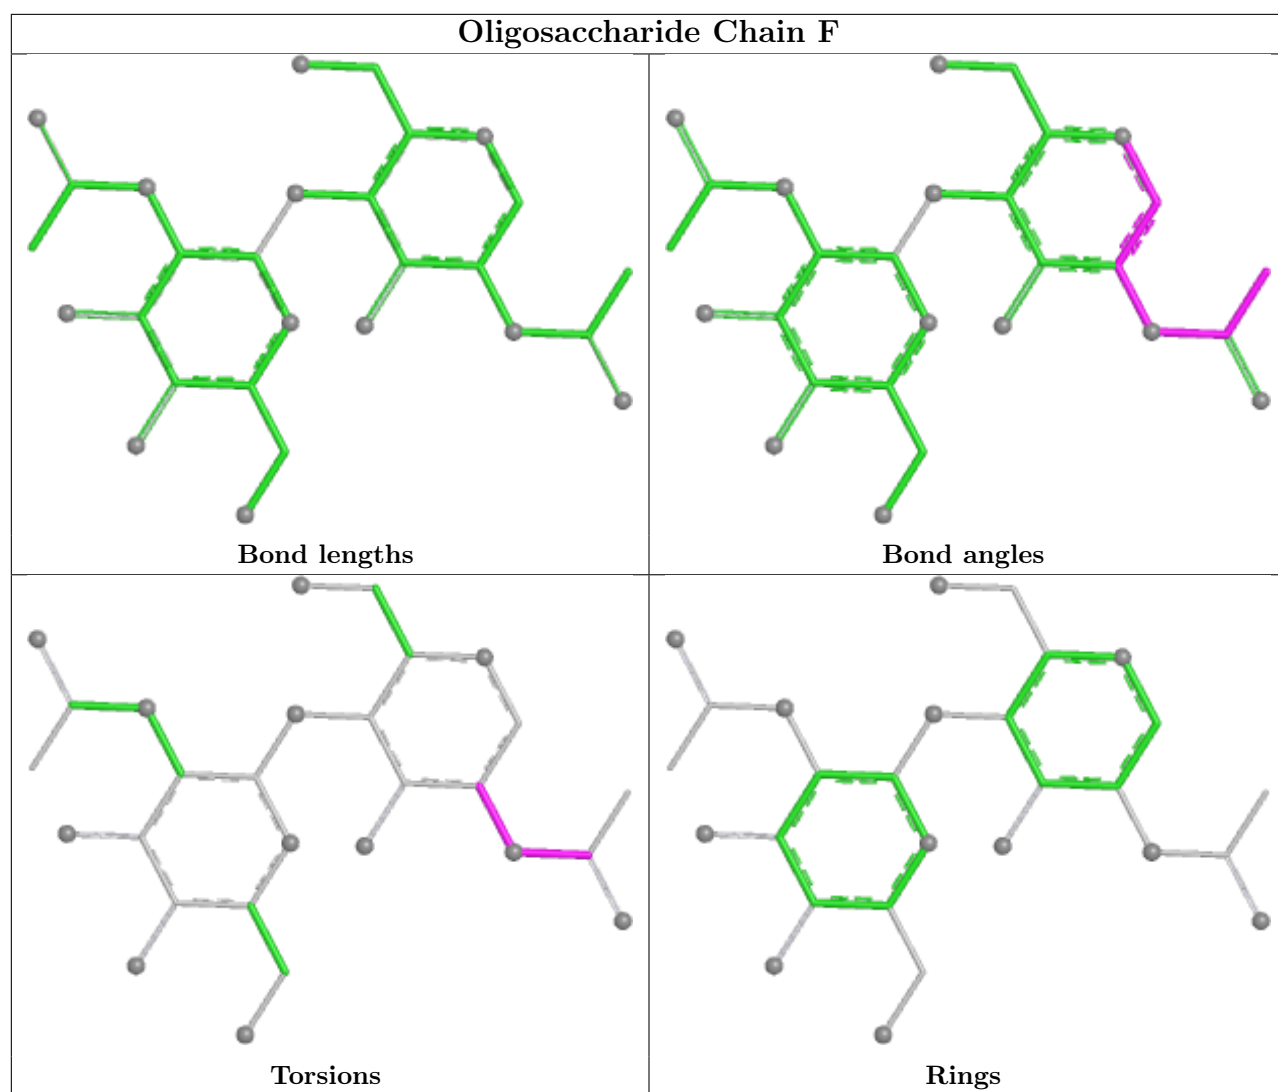 Oligosaccharide Chain F
Bond lengths
Bond angles
Torsions
Rings